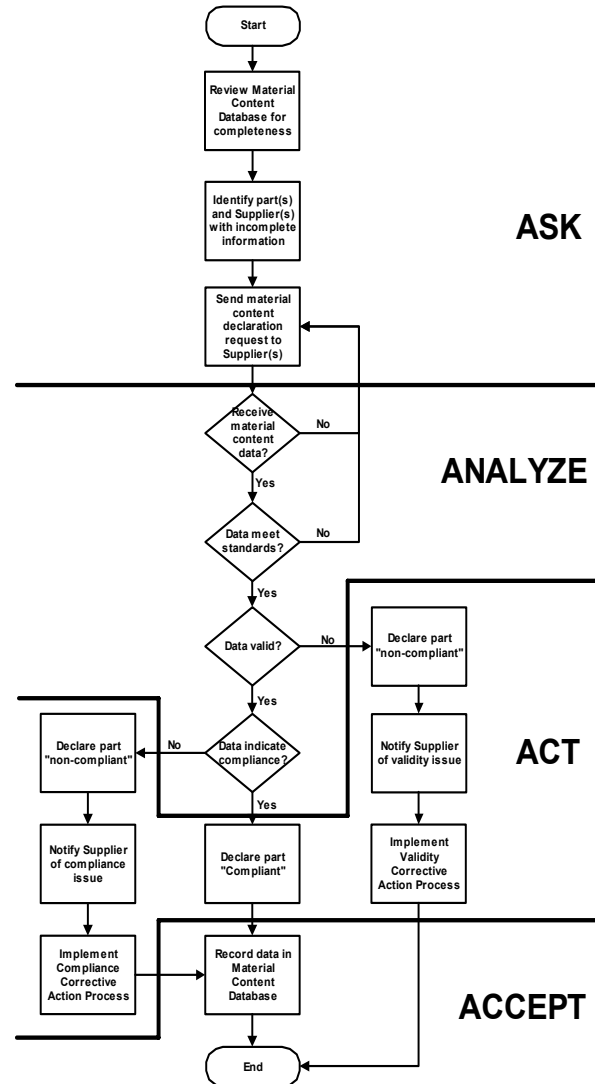 Start
Review Material
Content
Database for
completeness
Identify part(s)
and Supplier(s)
with incomplete
information
ASK
Send material
content
declaration
request to
Supplier(s)
Receive
material
content
data?
No
ANALYZE
Yes
Data meet
standards?
No
Yes
Data valid?
No
Declare part
"non-compliant"
Yes
Declare part
"non-compliant"
No
Data indicate
compliance?
Notify Supplier
of validity issue
ACT
Yes
Notify Supplier
of compliance
issue
Declare part
"Compliant"
Implement
Validity
Corrective
Action Process
Implement
Compliance
Corrective
Action Process
Record data in
Material
Content
Database
ACCEPT
End